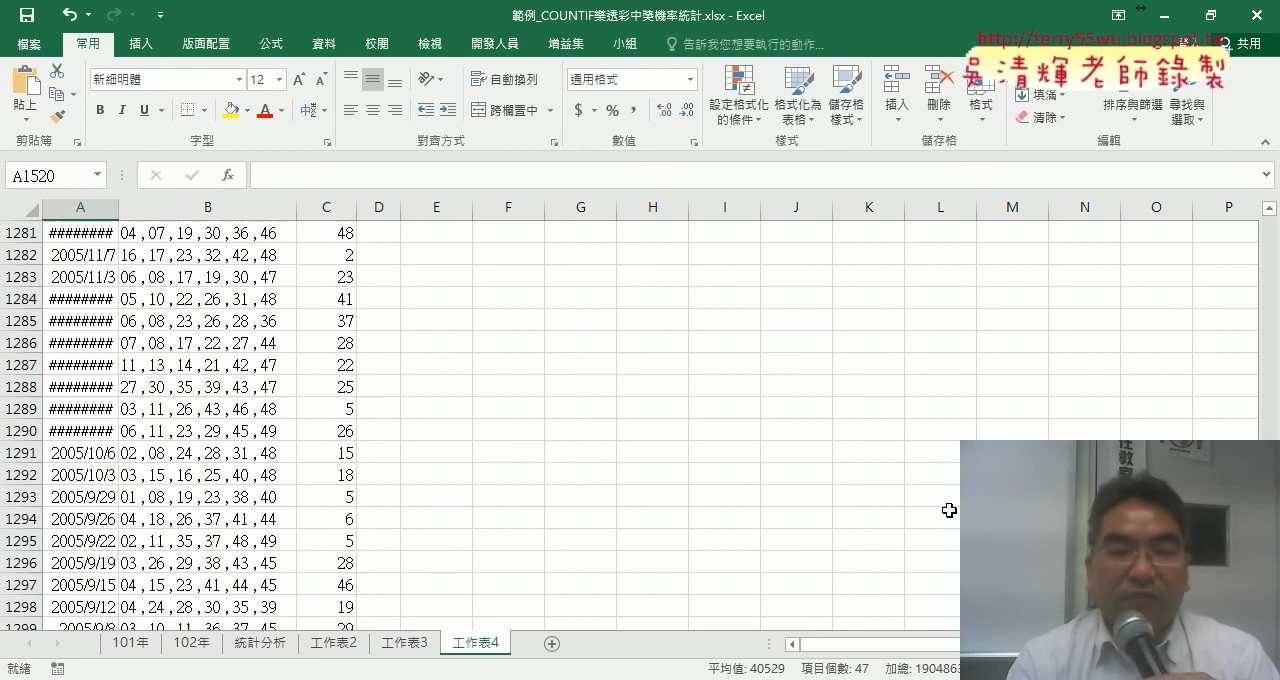 範例_COUNTIF樂透彩中獎機率統計.xlsx - Excel
http://terry55wu.blogspot.tw
檔案 常用 插入 版面配置 公式 資料 校閱 檢視 開發人員 增益集 小組 告訴我您想要執行的動作... 共用
吳清輝老師錄製
貼上 新細明體 12 自動換列 通用格式 設定格式化的條件 格式化為表格 儲存格樣式 插入 刪除 格式 填滿 排序與篩選 尋找與選取
B I U A 跨欄置中 $ % , 清除
剪貼簿 字型 對齊方式 數值 樣式 儲存格 編輯
A1520 fx
A B C D E F G H I J K L M N O P
1281 ######## 04 , 07 , 19 , 30 , 36 , 46 48
1282 2005/11/7 16 , 17 , 23 , 32 , 42 , 48 2
1283 2005/11/3 06 , 08 , 17 , 19 , 30 , 47 23
1284 ######## 05 , 10 , 22 , 26 , 31 , 48 41
1285 ######## 06 , 08 , 23 , 26 , 28 , 36 37
1286 ######## 07 , 08 , 17 , 22 , 27 , 44 28
1287 ######## 11 , 13 , 14 , 21 , 42 , 47 22
1288 ######## 27 , 30 , 35 , 39 , 43 , 47 25
1289 ######## 03 , 11 , 26 , 43 , 46 , 48 5
1290 ######## 06 , 11 , 23 , 29 , 45 , 49 26
1291 2005/10/6 02 , 08 , 24 , 28 , 31 , 48 15
1292 2005/10/3 03 , 15 , 16 , 25 , 40 , 48 18
1293 2005/9/29 01 , 08 , 19 , 23 , 38 , 40 5
1294 2005/9/26 04 , 18 , 26 , 37 , 41 , 44 6
1295 2005/9/22 02 , 11 , 35 , 37 , 48 , 49 5
1296 2005/9/19 03 , 26 , 29 , 38 , 43 , 45 28
1297 2005/9/15 04 , 15 , 23 , 41 , 44 , 45 46
1298 2005/9/12 04 , 24 , 28 , 30 , 35 , 39 19
1299 2005/9/8 03 , 10 , 11 , 36 , 37 , 45 29
101年 102年 統計分析 工作表2 工作表3 工作表4
就緒 平均值: 40529 項目個數: 47 加總: 1904863